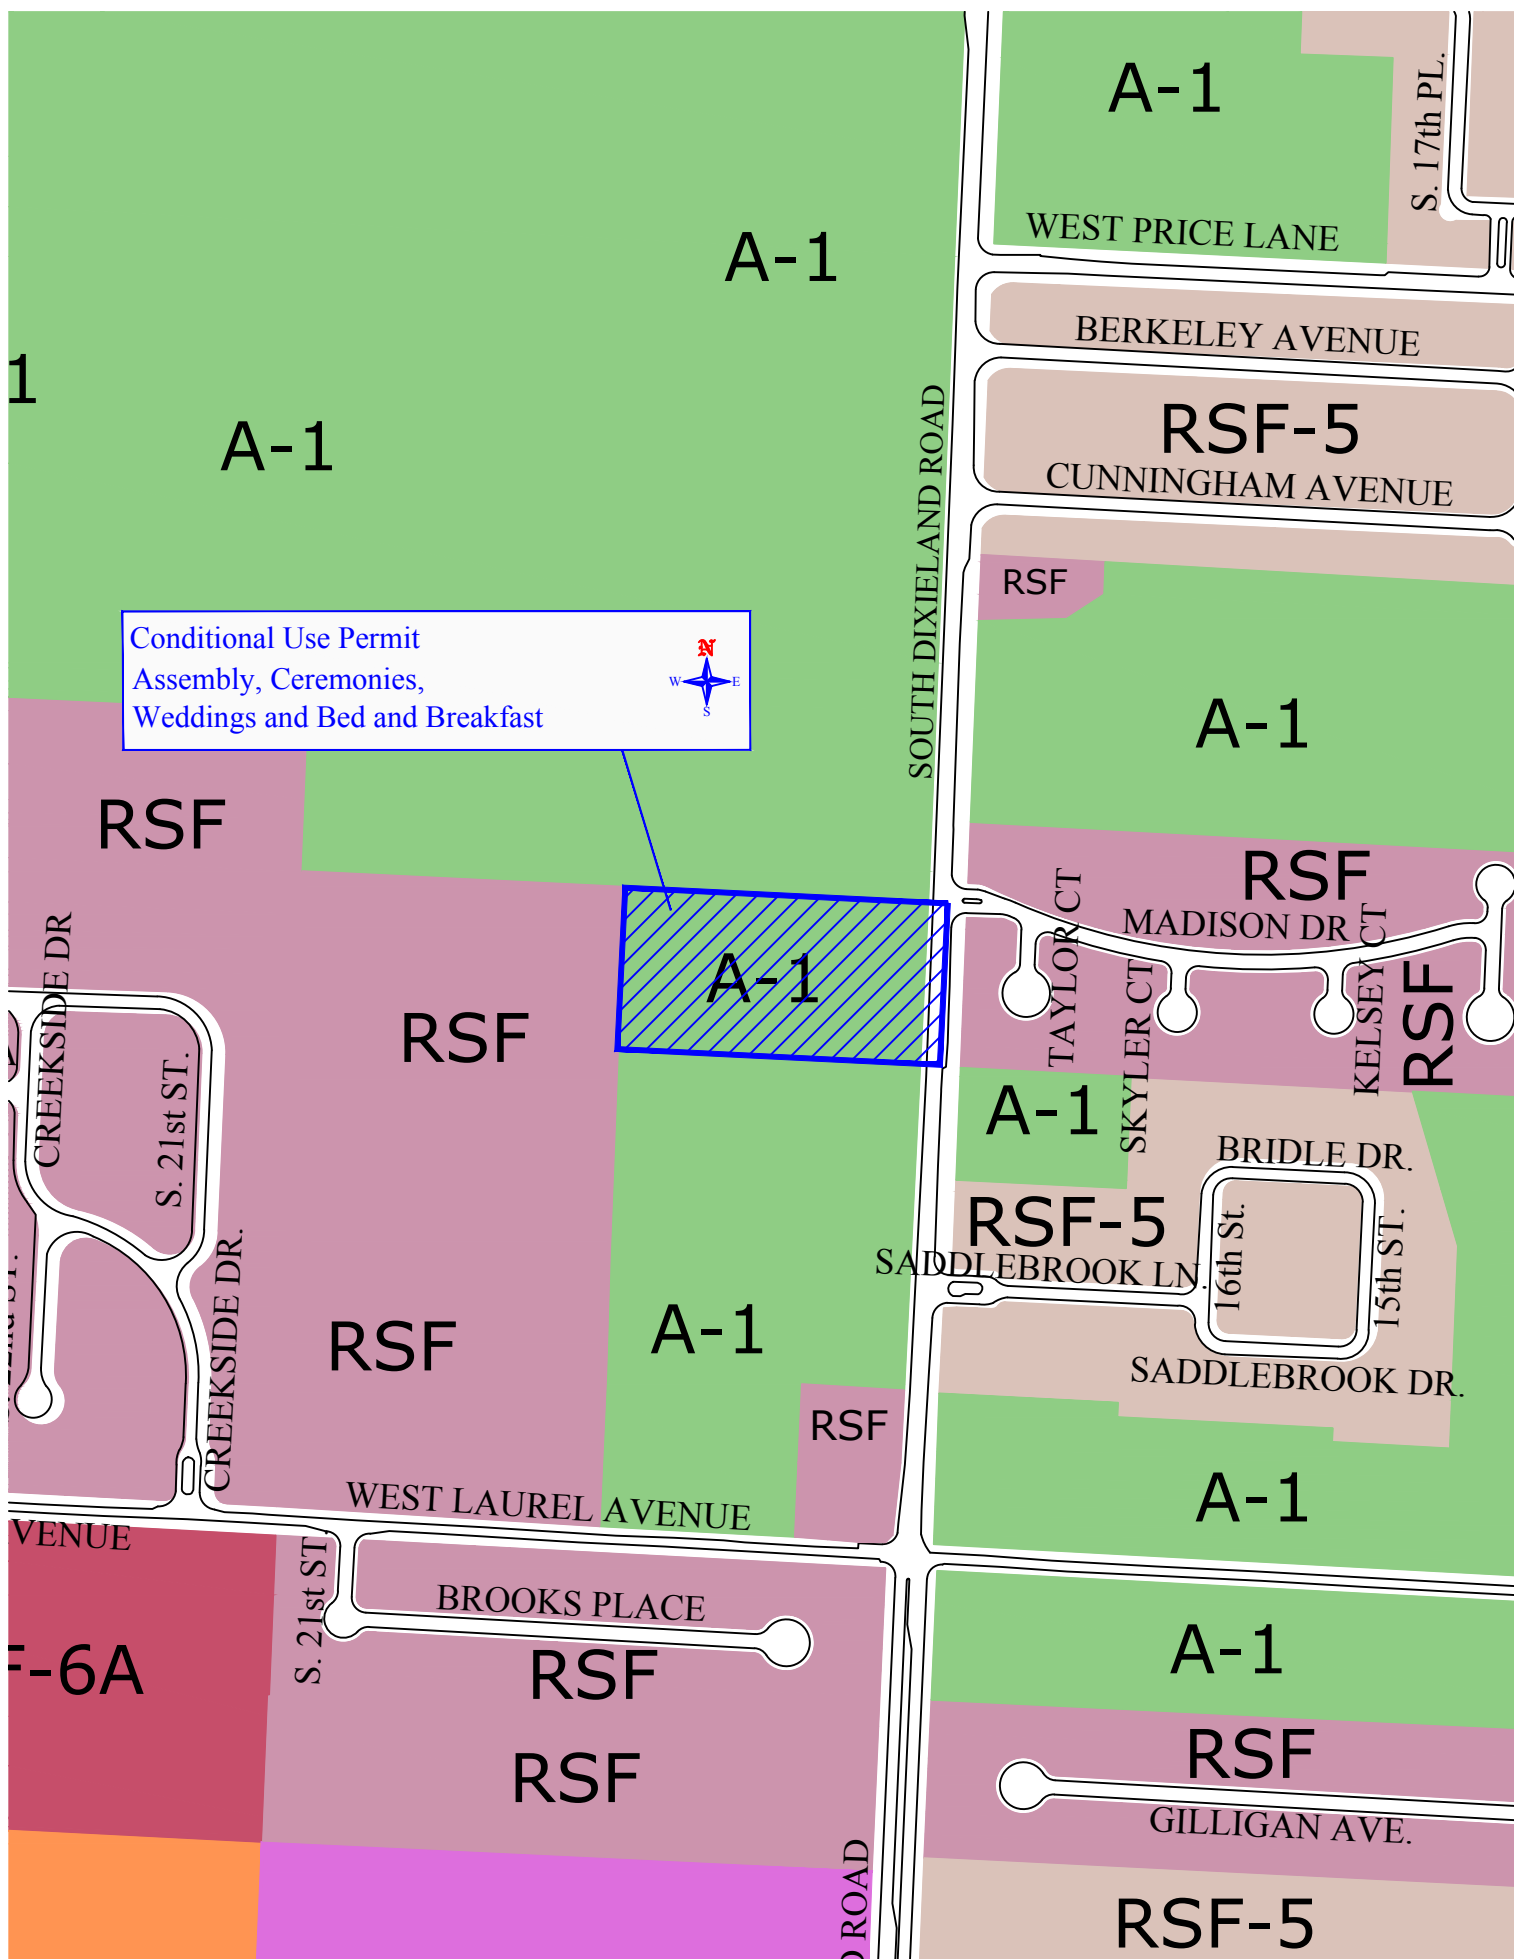 A-1
S. 17th PL.
WEST PRICE LANE
A-1
BERKELEY AVENUE
1
A-1
RSF-5
SOUTH DIXIELAND ROAD
CUNNINGHAM AVENUE
RSF
Conditional Use Permit
Assembly, Ceremonies,
Weddings and Bed and Breakfast
N
W
E
S
A-1
RSF
RSF
MADISON DR
TAYLOR CT
SKYLER CT
KELSEY CT
RSF
CREEKSIDE DR
A-1
RSF
S. 21st ST.
A-1
BRIDLE DR.
RSF-5
SADDLEBROOK LN.
16th St.
15th ST.
CREEKSIDE DR.
RSF
A-1
SADDLEBROOK DR.
RSF
A-1
WEST LAUREL AVENUE
VENUE
S. 21st ST
BROOKS PLACE
RSF
F-6A
A-1
RSF
RSF
GILLIGAN AVE.
ROAD
RSF-5